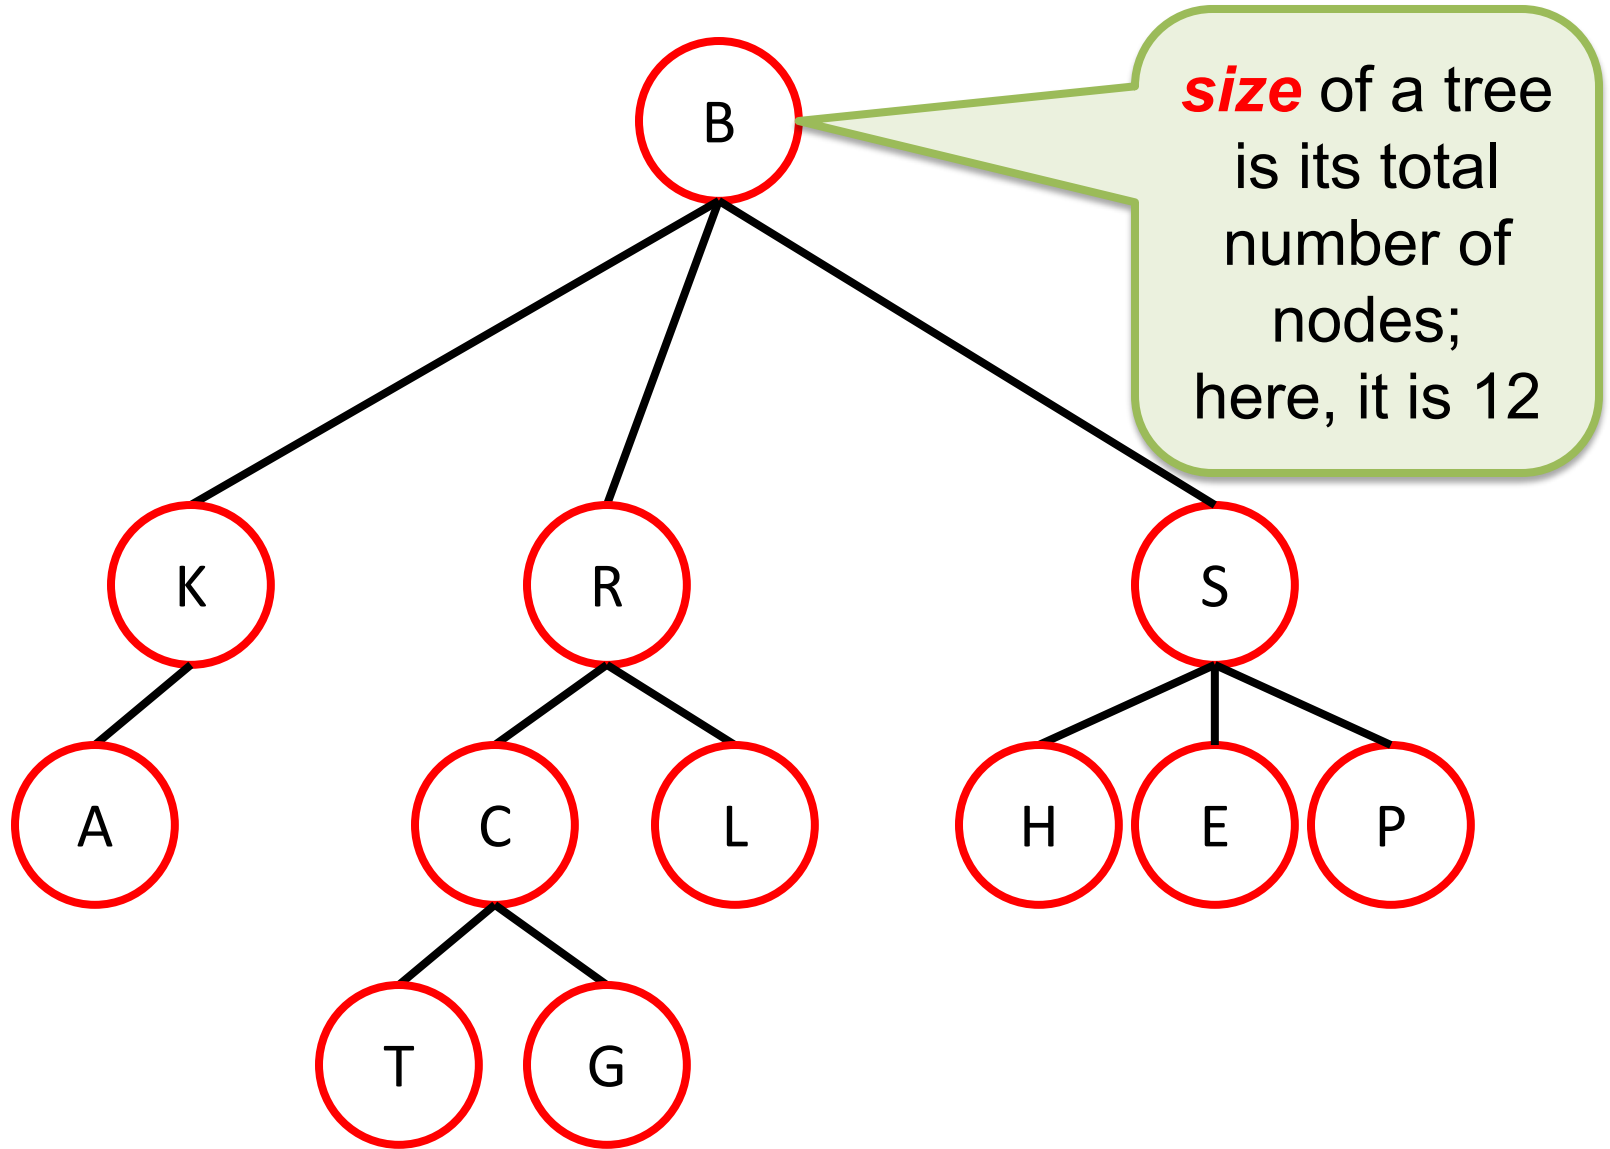 B
size of a tree
is its total
number of
nodes;
here, it is 12
K R S
A C L H E P
T G